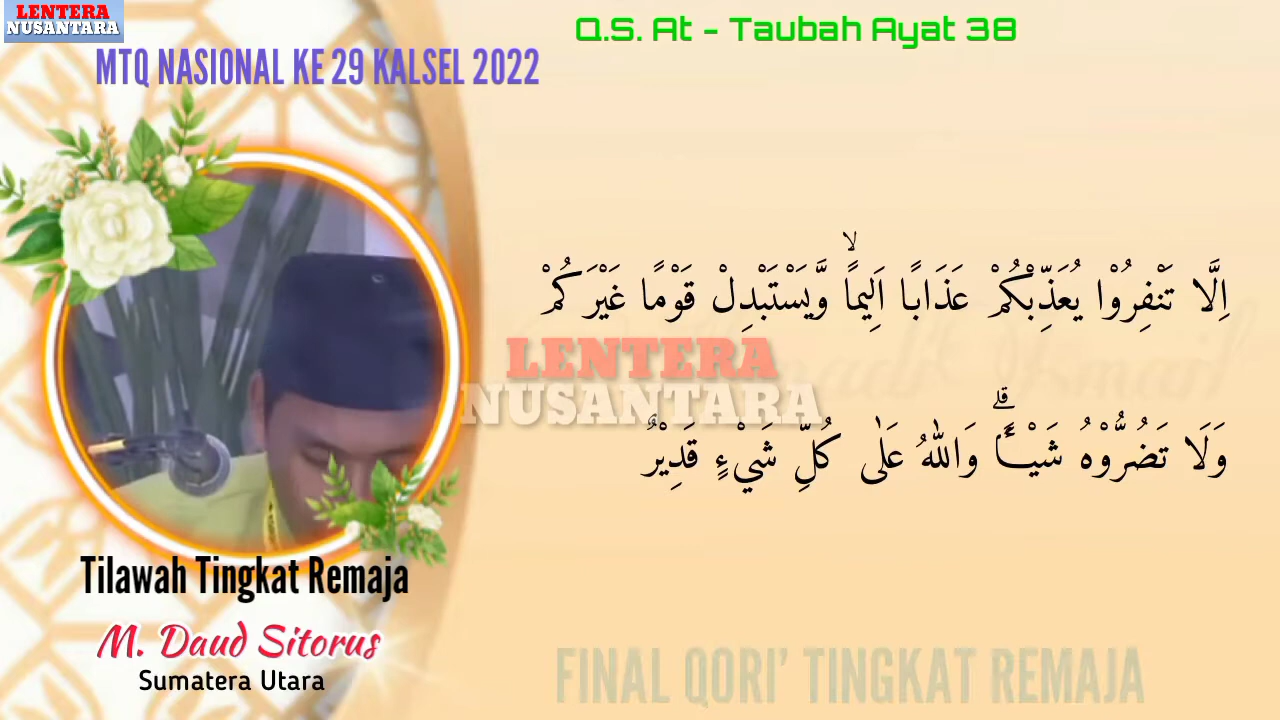 LENTERA
NUSANTARA
Q.S. At - Taubah Ayat 38
MTQ NASIONAL KE 29 KALSEL 2022
اِلَّا تَنْفِرُوْا يُعَذِّبْكُمْ عَذَابًا اَلِيمًا ۙ وَّيَسْتَبْدِلْ قَوْمًا غَيْرَكُمْ
LENTERA
NUSANTARA
وَلَا تَضُرُّوْهُ شَيْـًٔا ۗ وَاللّٰهُ عَلٰى كُلِّ شَيْءٍ قَدِيْرٌ
Tilawah Tingkat Remaja
M. Daud Sitorus
Sumatera Utara
FINAL QORI' TINGKAT REMAJA